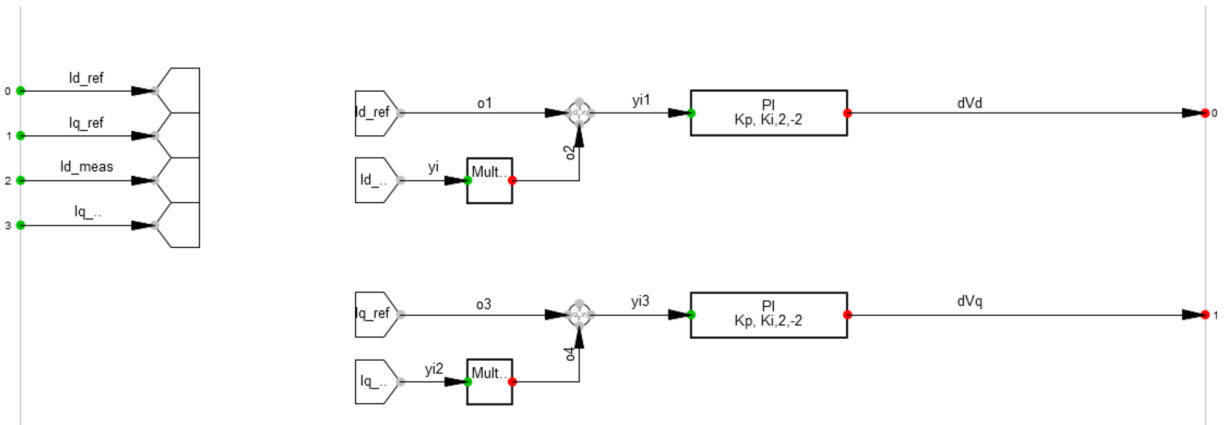 Id_ref
0
Iq_ref
1
Id_meas
2
Iq_..
3
Id_ref
o1
yi1
PI
Kp, Ki,2,-2
dVd
0
Id_..
yi
Mult..
o2
Iq_ref
o3
yi3
PI
Kp, Ki,2,-2
dVq
1
Iq_..
yi2
Mult..
o4